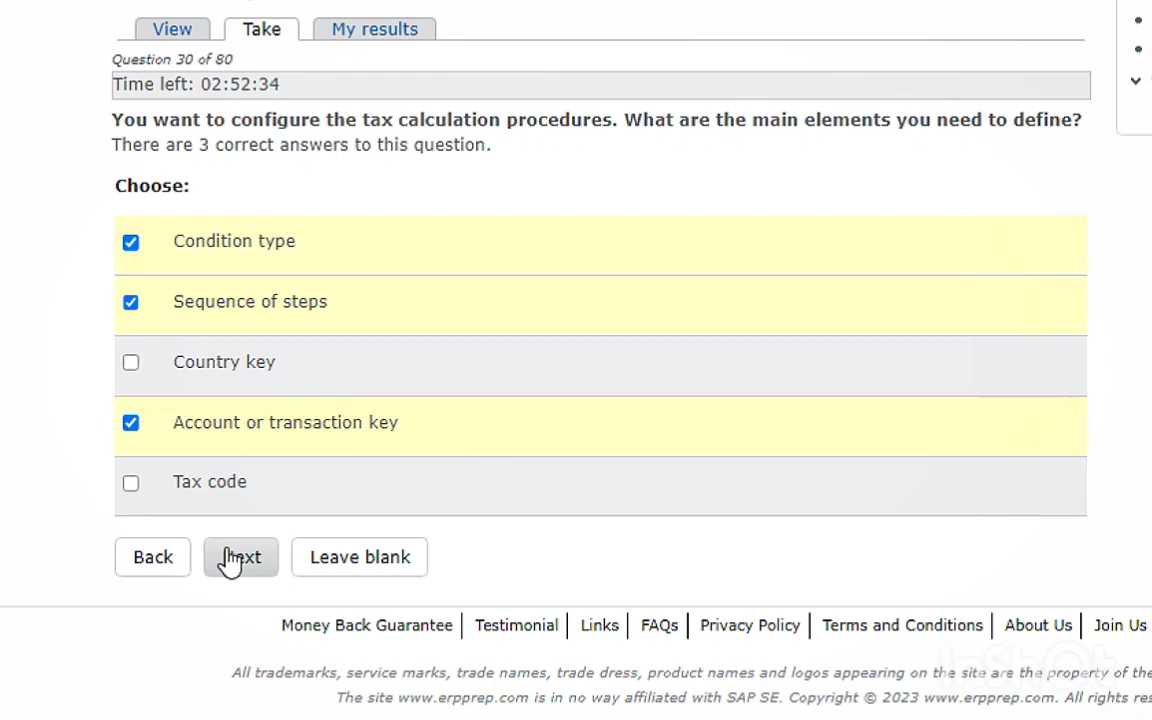 View Take My results
Question 30 of 80
Time left: 02:52:34
You want to configure the tax calculation procedures. What are the main elements you need to define?
There are 3 correct answers to this question.
Choose:
Condition type
Sequence of steps
Country key
Account or transaction key
Tax code
Back Next Leave blank
Money Back Guarantee Testimonial Links FAQs Privacy Policy Terms and Conditions About Us Join Us
InShOt
All trademarks, service marks, trade names, trade dress, product names and logos appearing on the site are the property of the
The site www.erpprep.com is in no way affiliated with SAP SE. Copyright © 2023 www.erpprep.com. All rights res